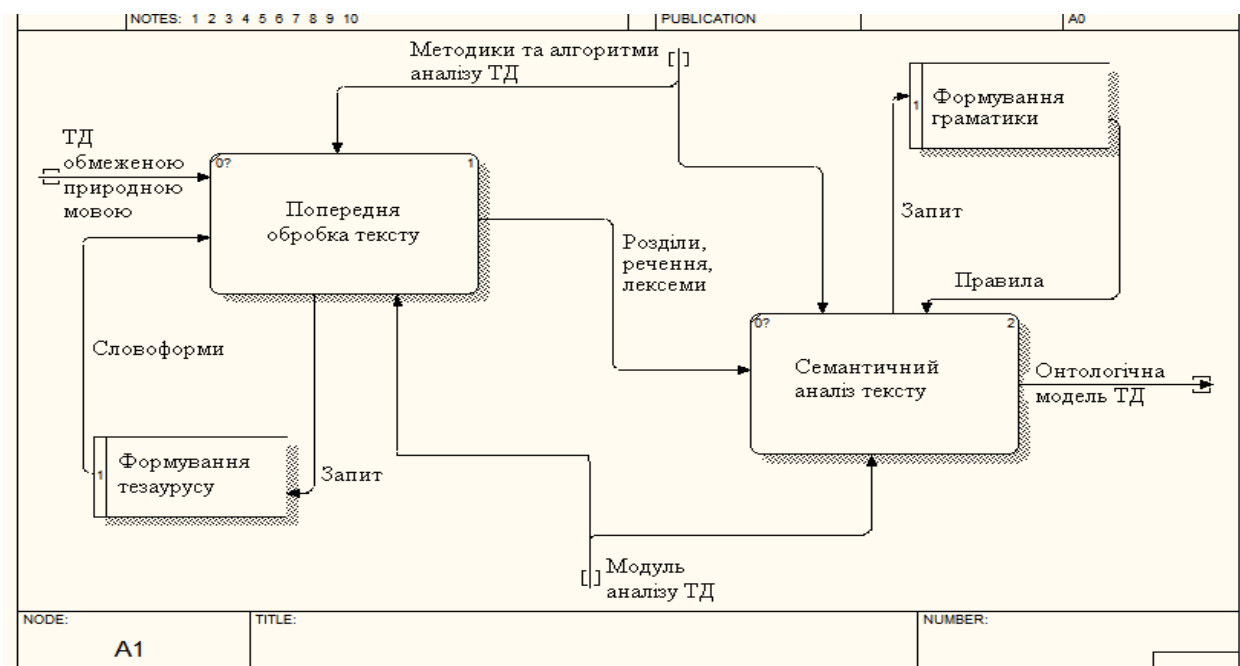 NOTES: 1 2 3 4 5 6 7 8 9 10
PUBLICATION
A0
Методики та алгоритми
аналізу ТД
1
Формування
граматики
ТД
обмеженою
природною
мовою
0?
1
Попередня
обробка тексту
Запит
Розділи,
речення,
лексеми
Правила
Словоформи
0?
2
Семантичний
аналіз тексту
Онтологічна
модель ТД
1
Формування
тезаурусу
Запит
Модуль
аналізу ТД
NODE:
TITLE:
NUMBER:
A1